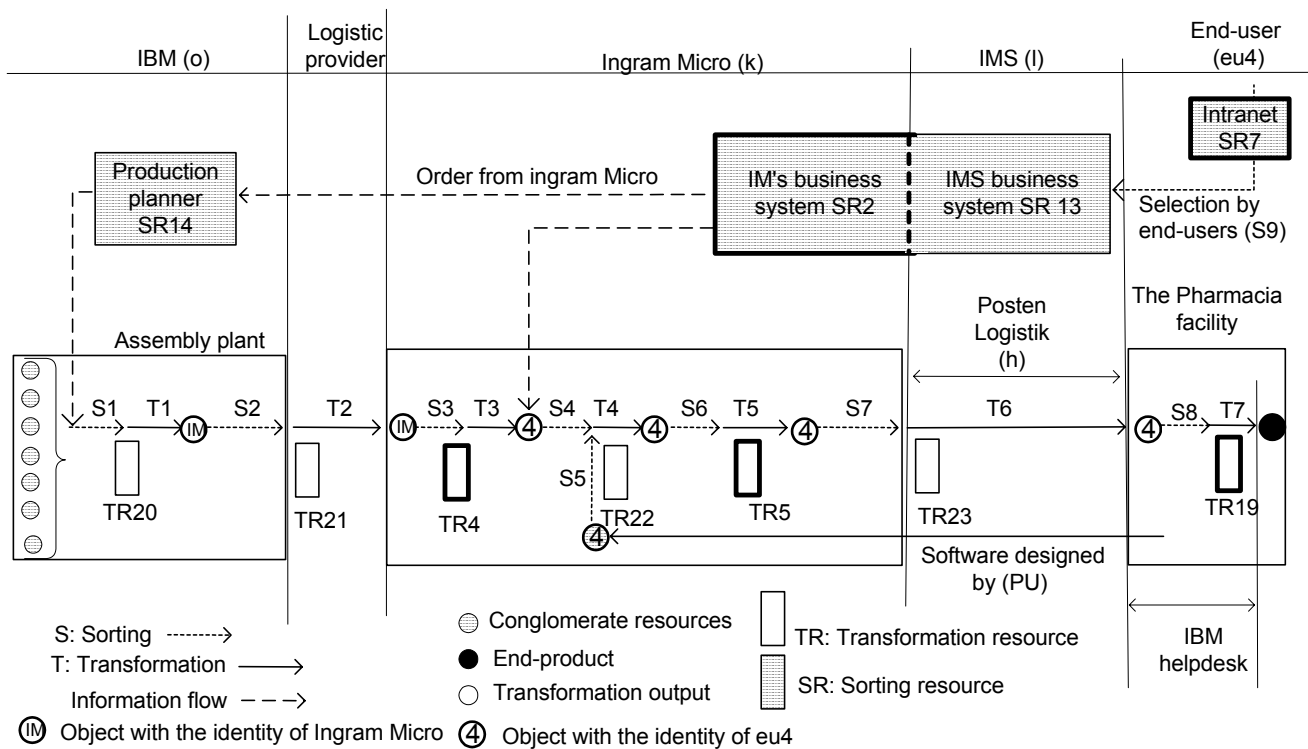 Logistic
provider
End-user
(eu4)
IBM (o)
Ingram Micro (k)
IMS (l)
Intranet
SR7
Production
planner
SR14
Order from ingram Micro
IM's business
system SR2
IMS business
system SR 13
Selection by
end-users (S9)
Posten
Logistik
(h)
The Pharmacia
facility
Assembly plant
S1
T1
IM
S2
T2
IM
S3
T3
4
S4
T4
4
S6
T5
4
S7
T6
4
S8
T7
S5
TR20
TR21
TR4
TR22
TR5
TR23
TR19
4
Software designed
by (PU)
IBM
helpdesk
S: Sorting
T: Transformation
Information flow
IM Object with the identity of Ingram Micro
Conglomerate resources
End-product
Transformation output
4 Object with the identity of eu4
TR: Transformation resource
SR: Sorting resource